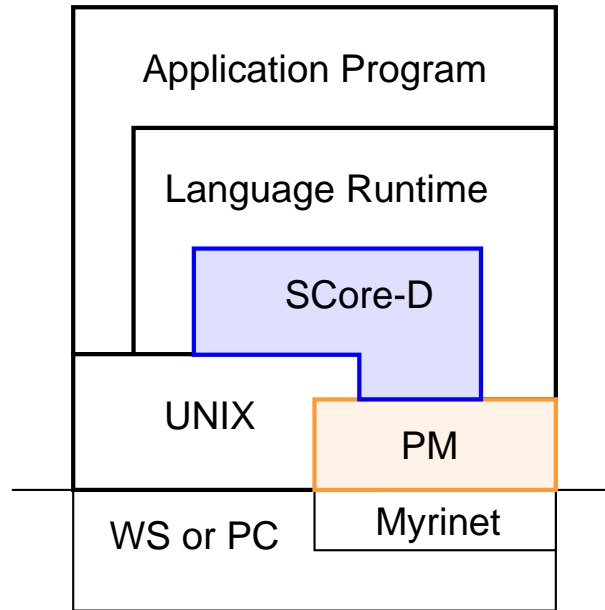 Application Program
Language Runtime
SCore-D
UNIX
PM
Myrinet
WS or PC